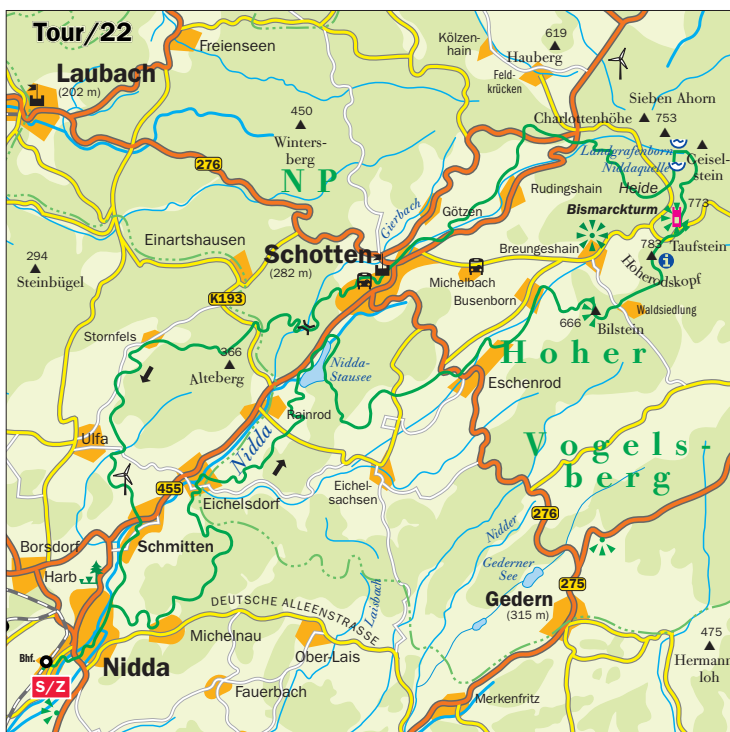 Tour/22
Freienseen
Kölzen-
hain
619
Hauberg
Feld-
krücken
Laubach
(202 m)
Sieben Ahorn
Charlottenhöhe
753
450
Winters-
berg
Landgrafenborn
Niddaquelle
Geisel-
stein
276
NP
Gierbach
Rudingshain
Heide
Götzen
Bismarckturm
773
Einartshausen
Schotten
(282 m)
Breungeshain
783
Taufstein
294
Steinbügel
Michelbach
Busenborn
Hoherodskopf
i
K193
Waldsiedlung
666
Bilstein
Stornfels
366
Alteberg
Nidda-
Stausee
Hoher
Eschenrod
Rainrod
Ulfa
Nidda
Vogels-
berg
455
Eichel-
sachsen
Eichelsdorf
276
Nidder
Borsdorf
Schmitten
Harb
Gederner
See
275
DEUTSCHE ALLEENSTRASSE
Laisbach
Gedern
(315 m)
Michelnau
475
Hermann
loh
Bhf.
Nidda
Ober-Lais
S/Z
Fauerbach
Merkenfritz